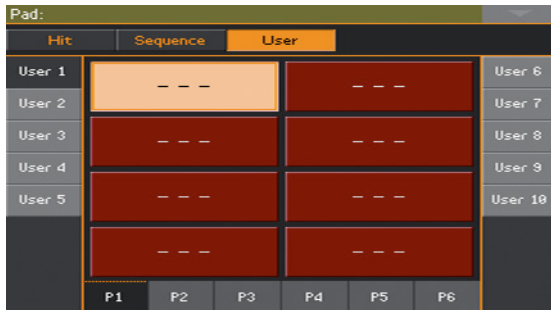 Pad:
Hit Sequence User
User 1 - - - - - - User 6
User 2 User 7
User 3 - - - - - - User 8
User 4 User 9
User 5 - - - - - - User 10
- - - - - -
P1 P2 P3 P4 P5 P6